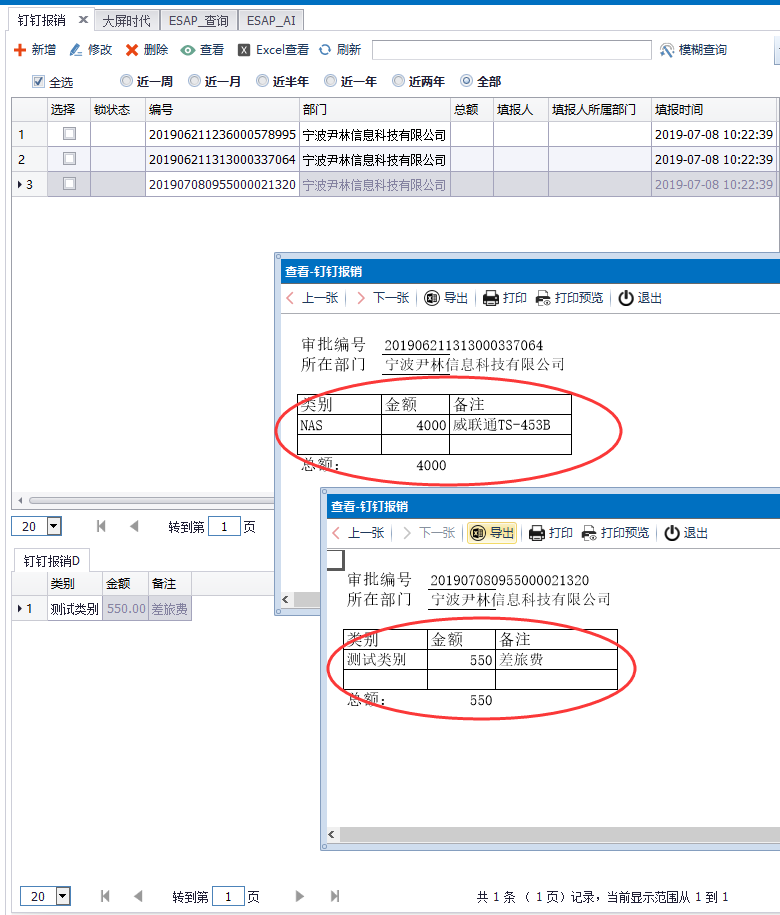 钉钉报销 × 大屏时代 ESAP_查询 ESAP_AI
新增 修改 删除 查看 X Excel查看 刷新 模糊查询
全选 近一周 近一月 近半年 近一年 近两年 全部
选择 锁状态 编号 部门 总额 填报人 填报人所属部门 填报时间
1 201906211236000578995 宁波尹林信息科技有限公司 2019-07-08 10:22:39
2 201906211313000337064 宁波尹林信息科技有限公司 2019-07-08 10:22:39
3 201907080955000021320 宁波尹林信息科技有限公司 2019-07-08 10:22:39
查看-钉钉报销
上一张 下一张 导出 打印 打印预览 退出
审批编号 201906211313000337064
所在部门 宁波尹林信息科技有限公司
类别 金额 备注
NAS 4000 威联通TS-453B
总额: 4000
20 转到第 1 页
查看-钉钉报销
上一张 下一张 导出 打印 打印预览 退出
审批编号 201907080955000021320
所在部门 宁波尹林信息科技有限公司
类别 金额 备注
测试类别 550 差旅费
总额: 550
钉钉报销D
类别 金额 备注
1 测试类别 550.00 差旅费
20 转到第 1 页 共 1 条 ( 1 页) 记录, 当前显示范围从 1 到 1